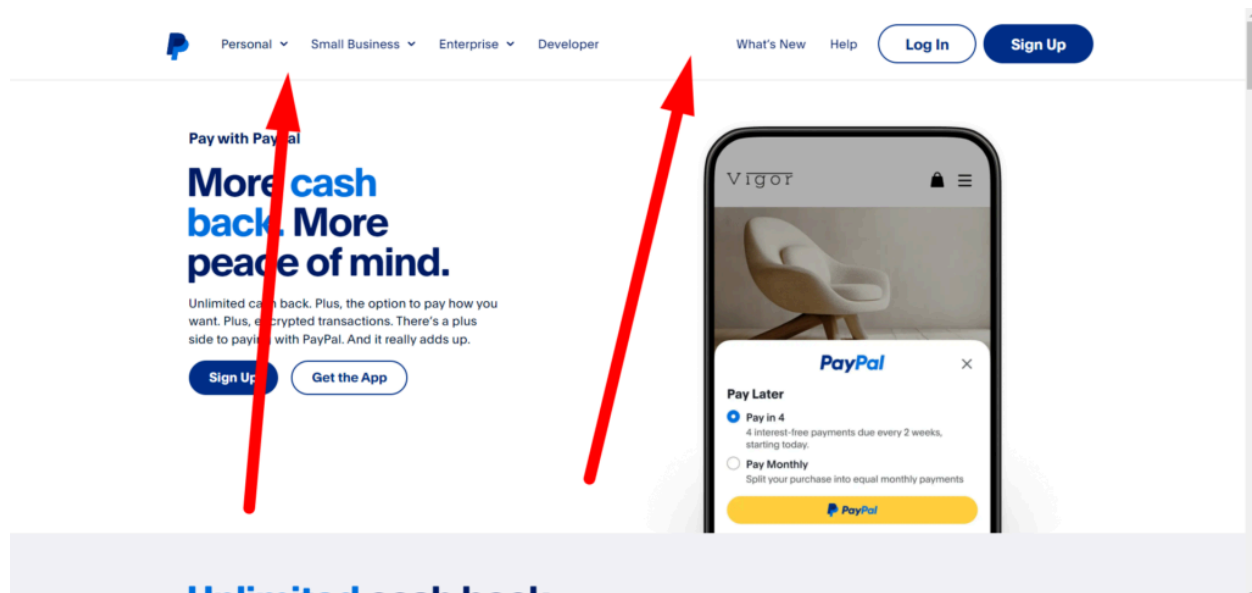 Personal Small Business Enterprise Developer What's New Help Log In Sign Up
Pay with PayPal
More cash
back. More
peace of mind.
Unlimited cash back. Plus, the option to pay how you
want. Plus, encrypted transactions. There's a plus
side to paying with PayPal. And it really adds up.
Sign Up Get the App
Vigor
PayPal
Pay Later
Pay in 4
4 interest-free payments due every 2 weeks,
starting today.
Pay Monthly
Split your purchase into equal monthly payments
PayPal
Unlimited cash back